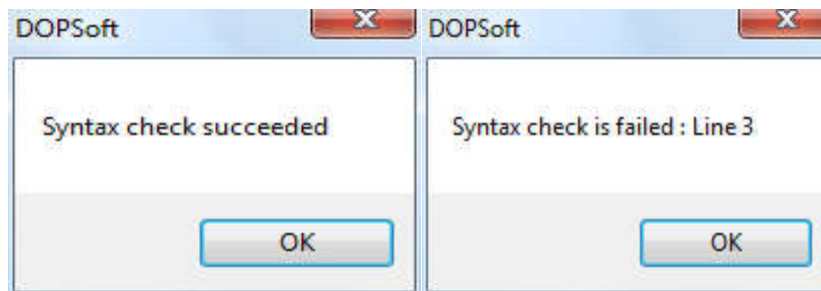 DOPSoft
Syntax check succeeded
OK
DOPSoft
Syntax check is failed : Line 3
OK